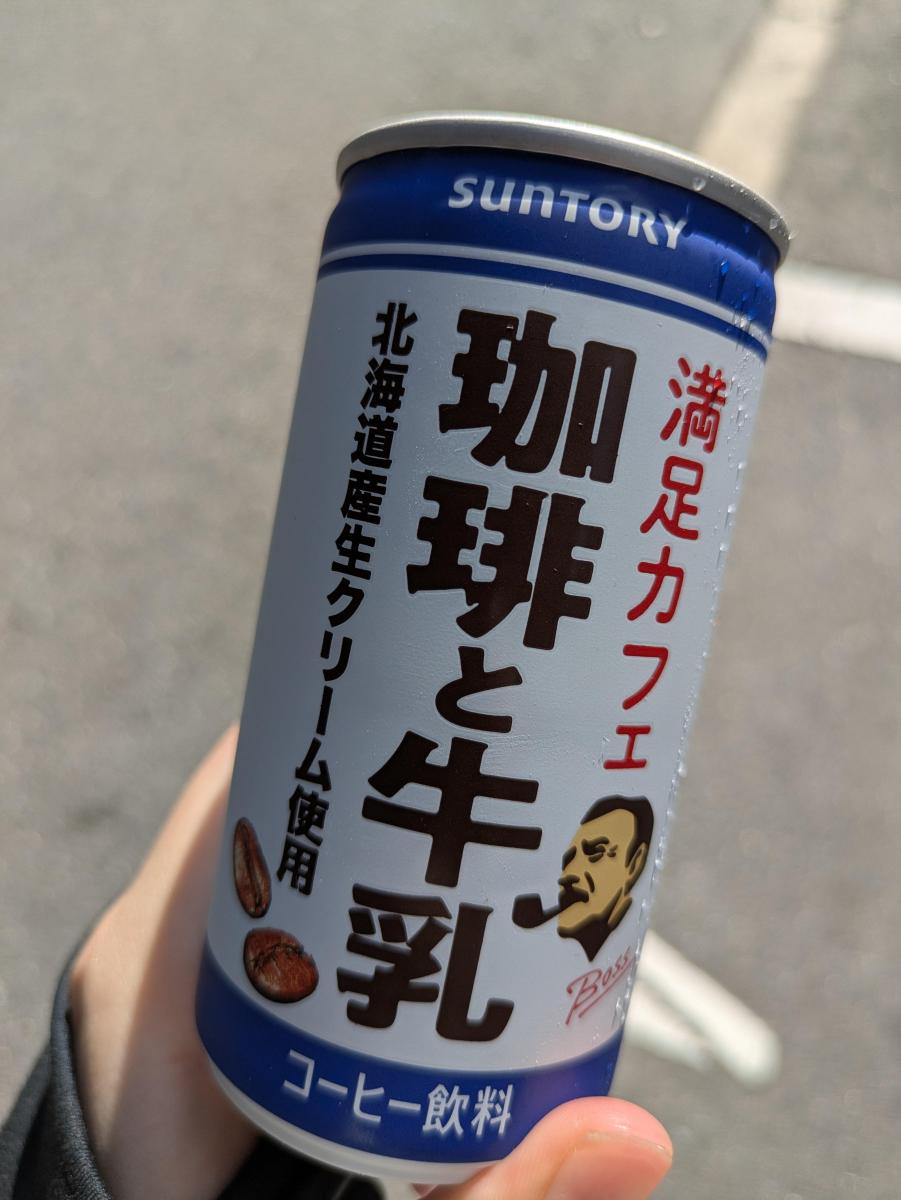 SUNTORY
満足カフェ
珈琲と牛乳
北海道産生クリーム使用
Boss
コーヒー飲料